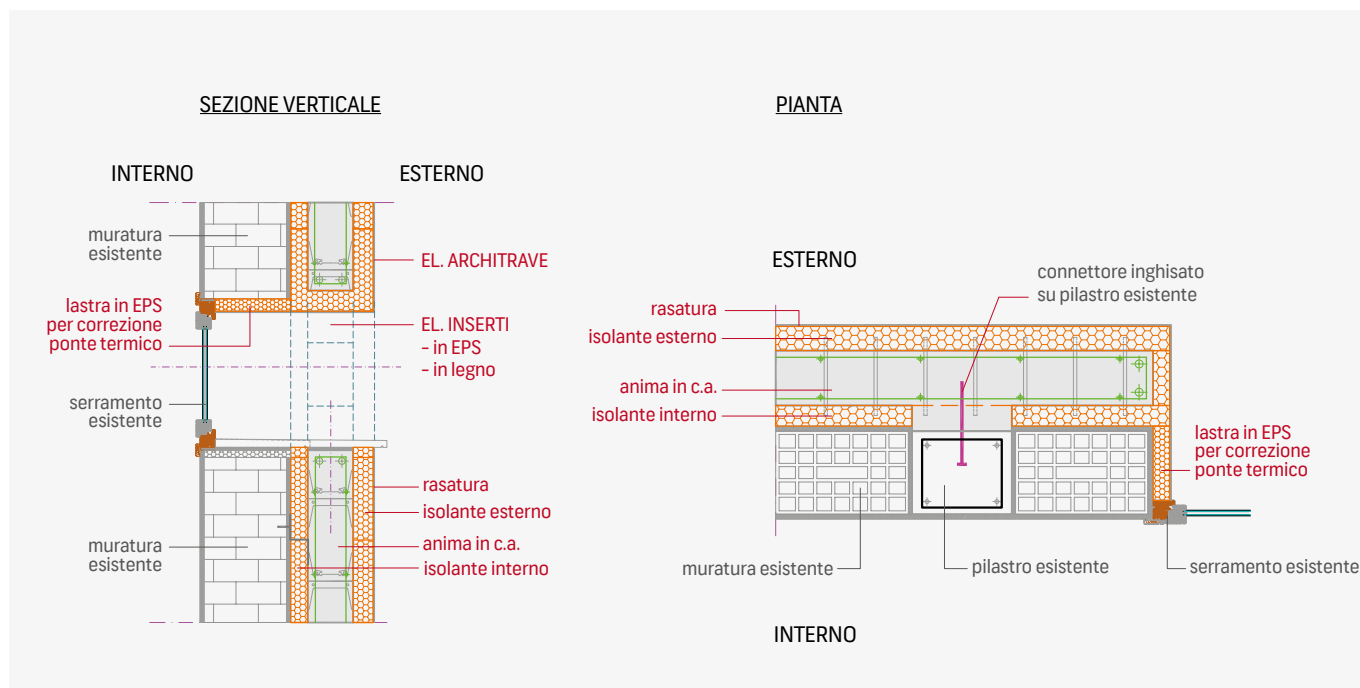 SEZIONE VERTICALE
INTERNO
ESTERNO
muratura
esistente
EL. ARCHITRAVE
lastra in EPS
per correzione
ponte termico
EL. INSERTI
- in EPS
- in legno
serramento
esistente
rasatura
isolante esterno
muratura
esistente
anima in c.a.
isolante interno
PIANTA
ESTERNO
connettore inghisato
su pilastro esistente
rasatura
isolante esterno
anima in c.a.
isolante interno
lastra in EPS
per correzione
ponte termico
muratura esistente
pilastro esistente
serramento esistente
INTERNO